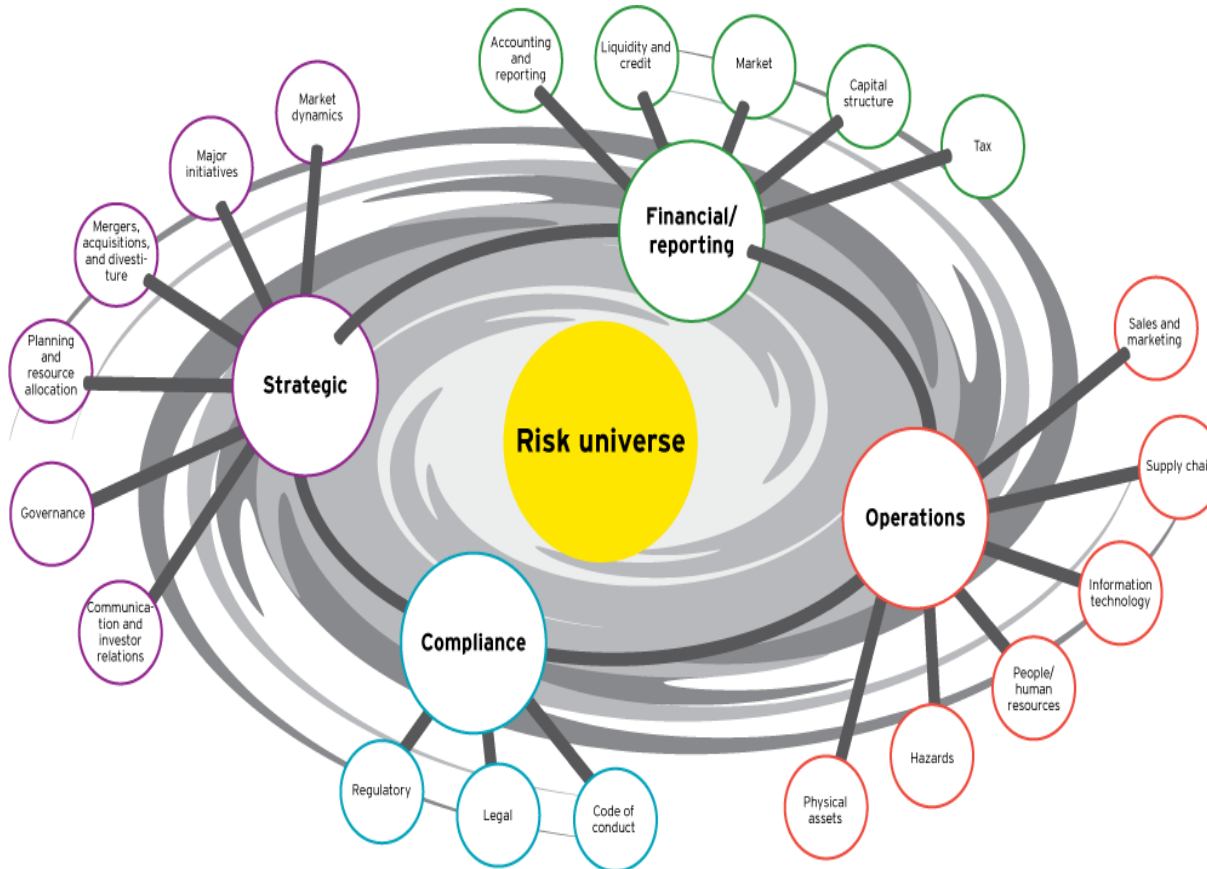 Accounting
and
reporting
Liquidity and
credit
Market
Capital
structure
Tax
Market
dynamics
Major
initiatives
Mergers,
acquisitions,
and divesti-
ture
Planning
and
resource
allocation
Governance
Communica-
tion and
investor
relations
Strategic
Financial/
reporting
Risk universe
Operations
Compliance
Sales and
marketing
Supply chai
Information
technology
People/
human
resources
Hazards
Physical
assets
Regulatory
Legal
Code of
conduct